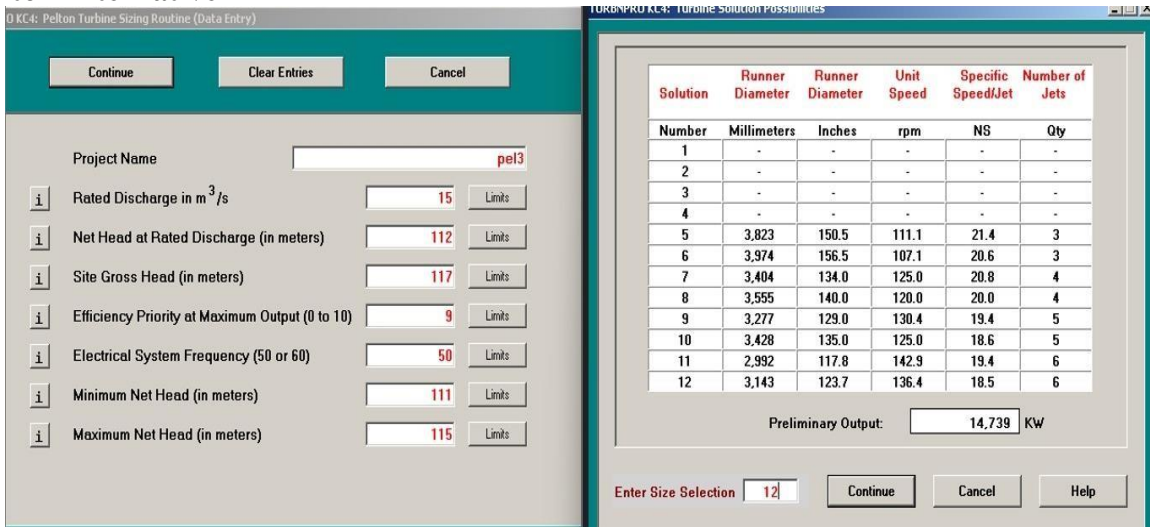 O KC4: Pelton Turbine Sizing Routine (Data Entry)
Continue Clear Entries Cancel
Project Name pel3
i Rated Discharge in m³/s 15 Limits
i Net Head at Rated Discharge (in meters) 112 Limits
i Site Gross Head (in meters) 117 Limits
i Efficiency Priority at Maximum Output (0 to 10) 9 Limits
i Electrical System Frequency (50 or 60) 50 Limits
i Minimum Net Head (in meters) 111 Limits
i Maximum Net Head (in meters) 115 Limits
TURBNPRO KC4: Turbine Solution Possibilities
Solution Runner Diameter Runner Diameter Unit Speed Specific Speed/Jet Number of Jets
Number Millimeters Inches rpm NS Qty
1 - - - - -
2 - - - - -
3 - - - - -
4 - - - - -
5 3,823 150.5 111.1 21.4 3
6 3,974 156.5 107.1 20.6 3
7 3,404 134.0 125.0 20.8 4
8 3,555 140.0 120.0 20.0 4
9 3,277 129.0 130.4 19.4 5
10 3,428 135.0 125.0 18.6 5
11 2,992 117.8 142.9 19.4 6
12 3,143 123.7 136.4 18.5 6
Preliminary Output: 14,739 KW
Enter Size Selection 12 Continue Cancel Help